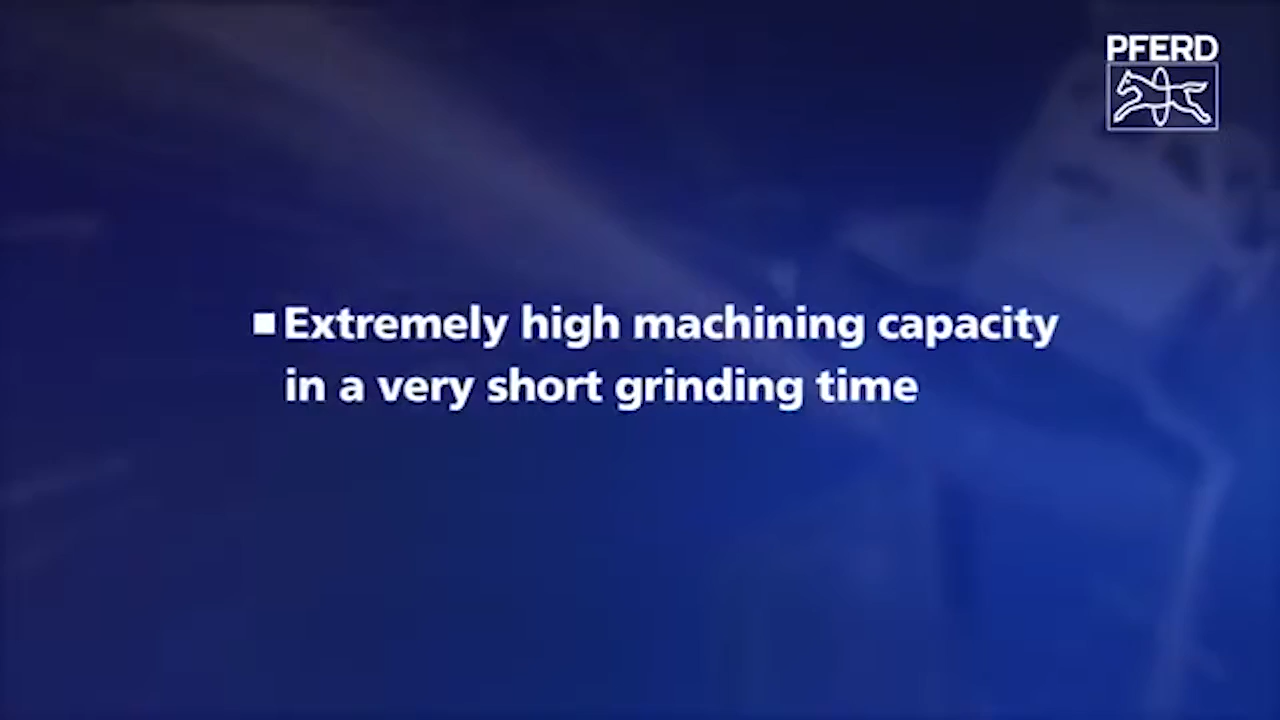 PFERD
■ Extremely high machining capacity
in a very short grinding time